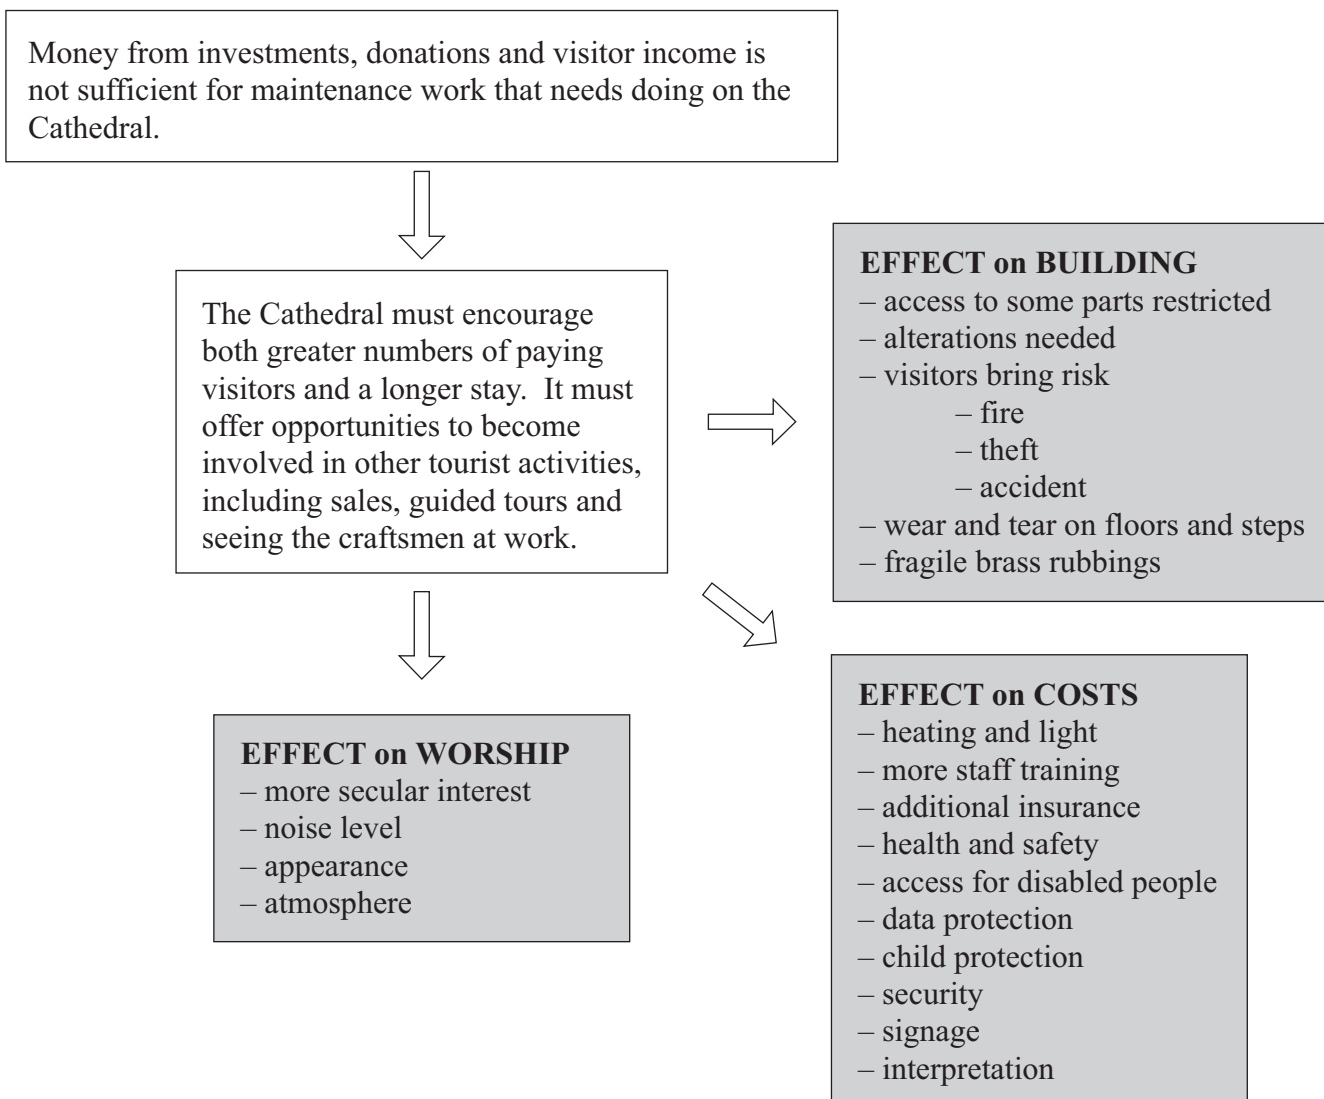 Money from investments, donations and visitor income is
not sufficient for maintenance work that needs doing on the
Cathedral.
The Cathedral must encourage
both greater numbers of paying
visitors and a longer stay.  It must
offer opportunities to become
involved in other tourist activities,
including sales, guided tours and
seeing the craftsmen at work.
EFFECT on BUILDING
– access to some parts restricted
– alterations needed
– visitors bring risk
– fire
– theft
– accident
– wear and tear on floors and steps
– fragile brass rubbings
EFFECT on WORSHIP
– more secular interest
– noise level
– appearance
– atmosphere
EFFECT on COSTS
– heating and light
– more staff training
– additional insurance
– health and safety
– access for disabled people
– data protection
– child protection
– security
– signage
– interpretation